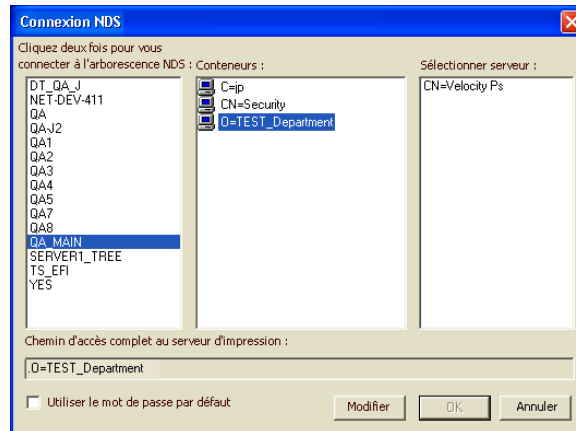 Connexion NDS
Cliquez deux fois pour vous
connecter à l'arborescence NDS :
Conteneurs :
Sélectionner serveur :
DT_QA_J
NET-DEV-411
QA
QA-J2
QA1
QA2
QA3
QA4
QA5
QA7
QA8
QA_MAIN
SERVER1_TREE
TS_EFI
YES
C=jp
CN=Security
O=TEST_Department
CN=Velocity Ps
Chemin d'accès complet au serveur d'impression :
.O=TEST_Department
Utiliser le mot de passe par défaut
Modifier
OK
Annuler